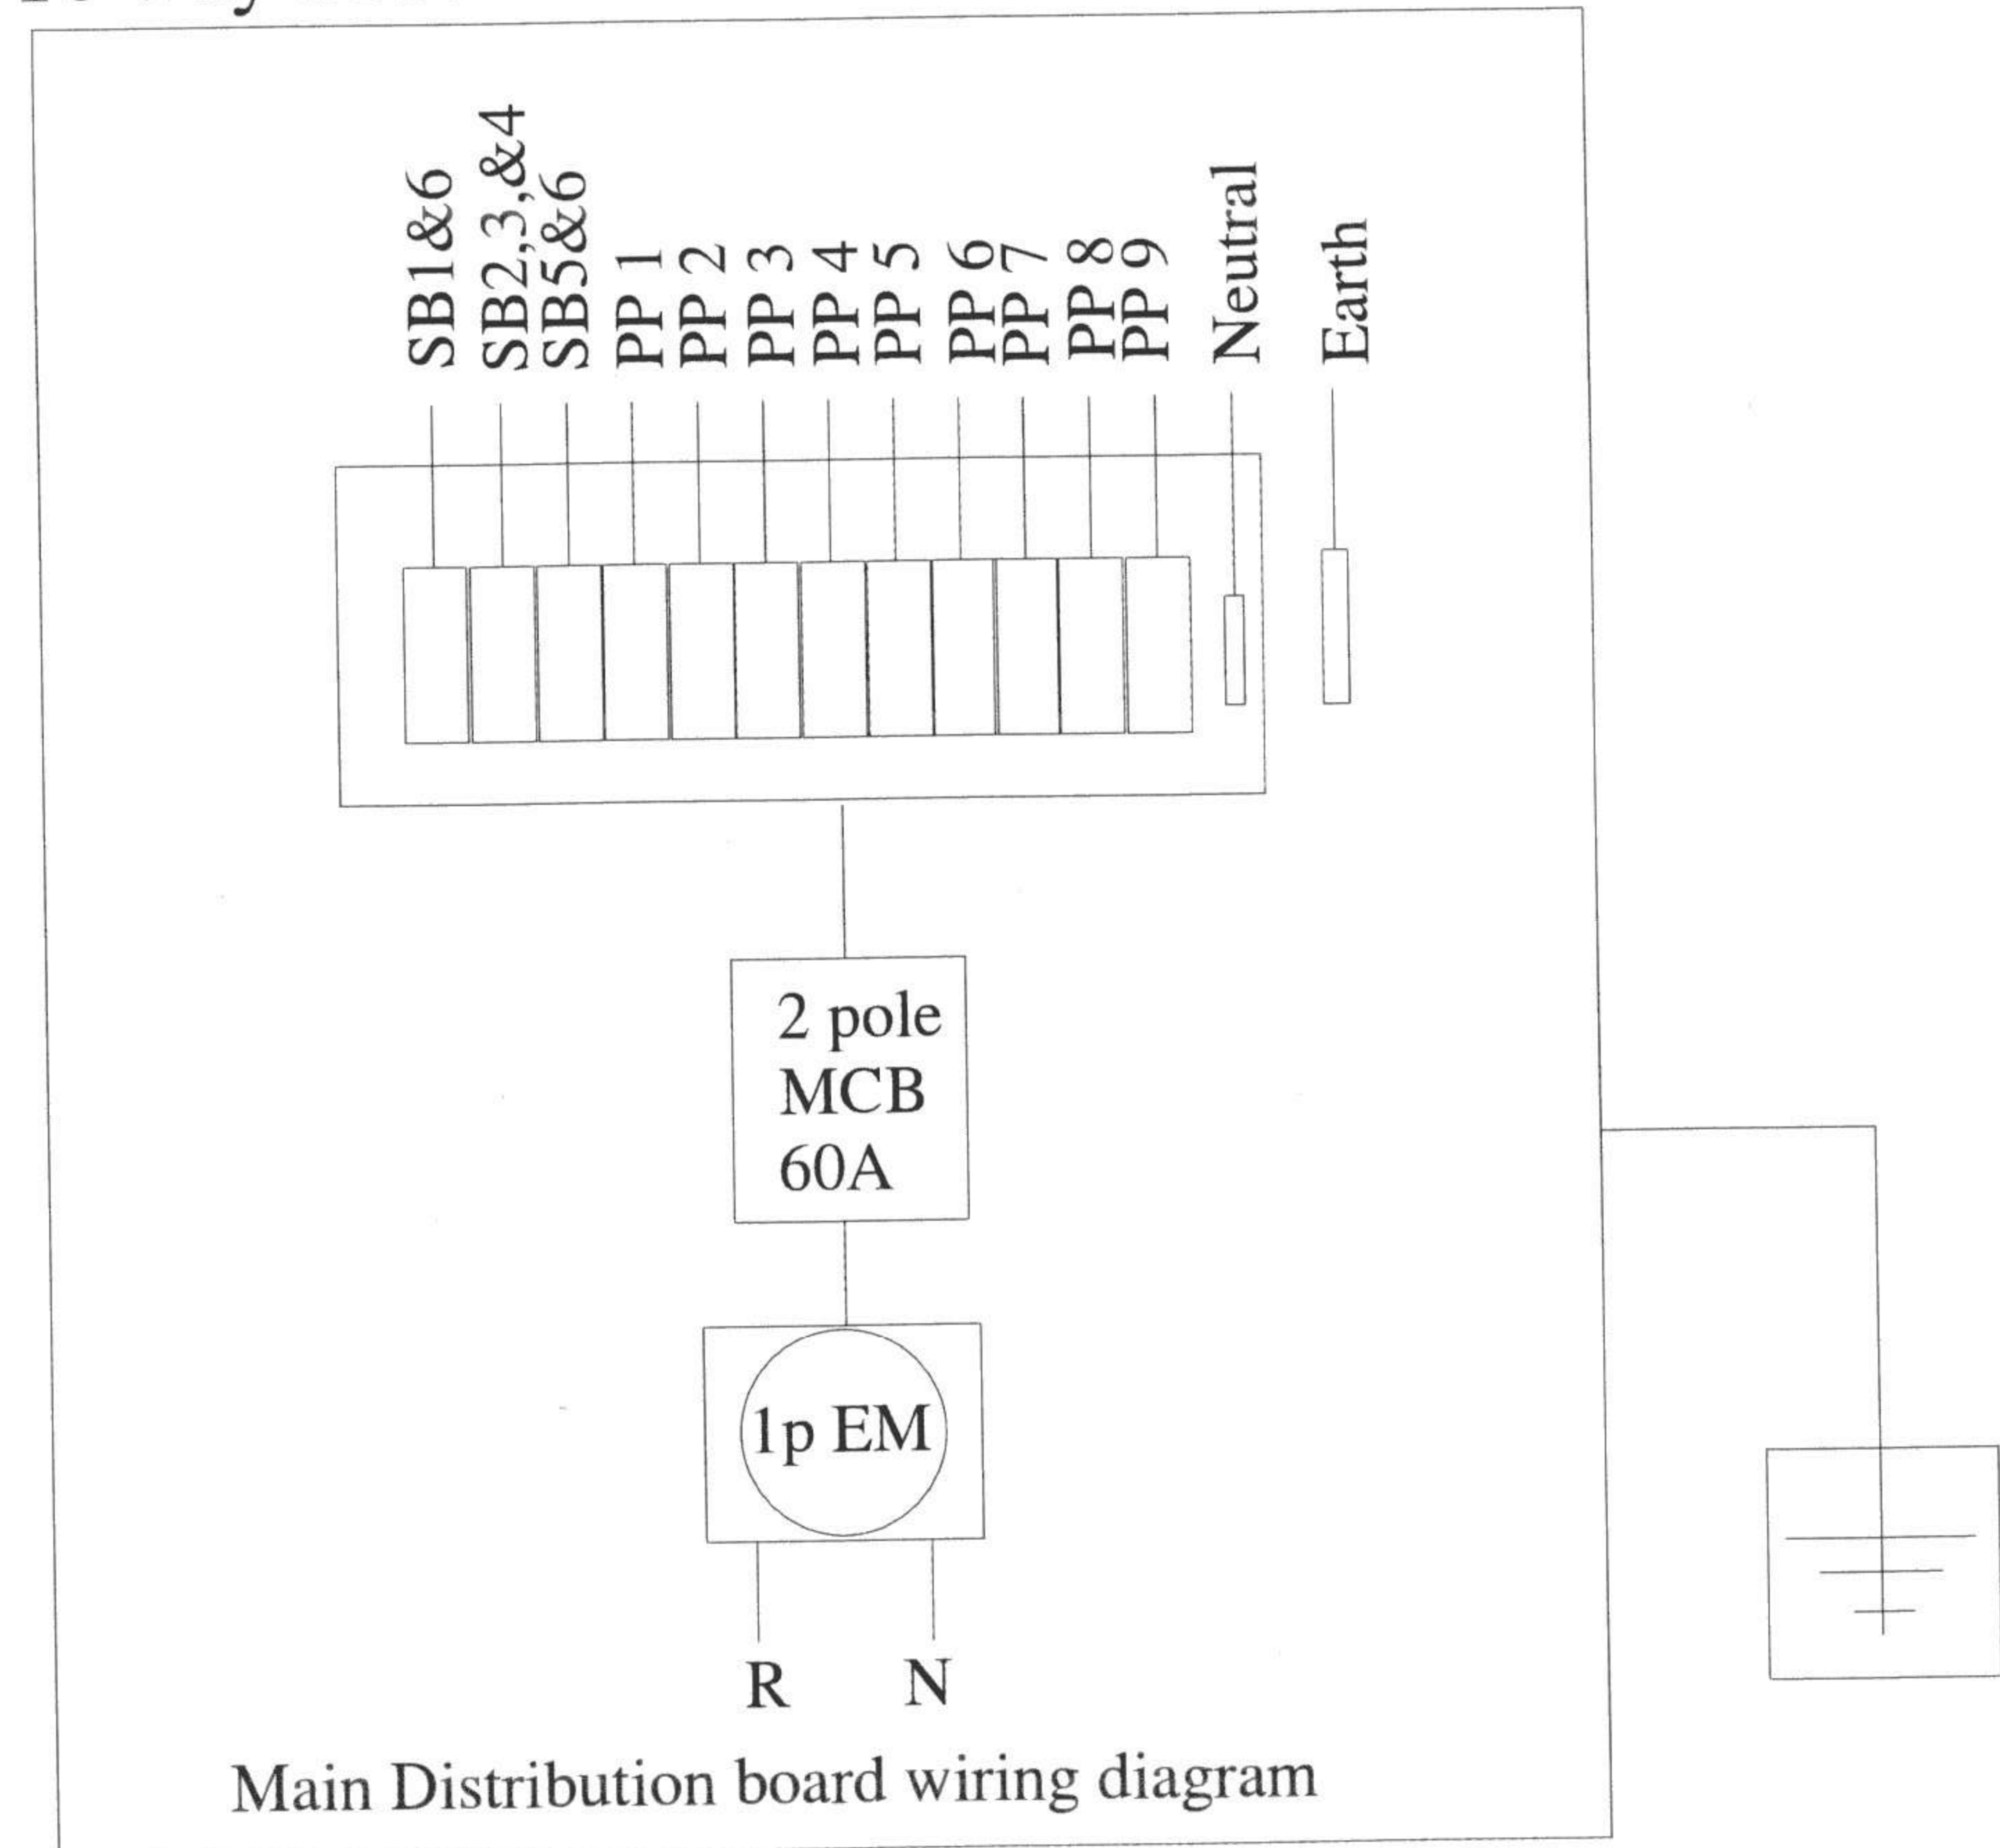 SB1&6
SB2,3,&4
SB5&6
PP 1
PP 2
PP 3
PP 4
PP 5
PP 6
PP 7
PP 8
PP 9
Neutral
Earth
2 pole
MCB
60A
1p EM
R N
Main Distribution board wiring diagram